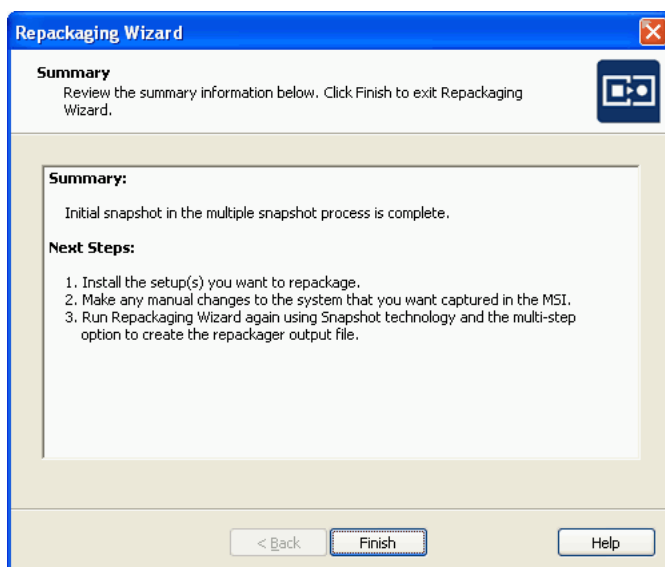 Repackaging Wizard
Summary
Review the summary information below. Click Finish to exit Repackaging
Wizard.
Summary:
Initial snapshot in the multiple snapshot process is complete.
Next Steps:
1. Install the setup(s) you want to repackage.
2. Make any manual changes to the system that you want captured in the MSI.
3. Run Repackaging Wizard again using Snapshot technology and the multi-step
option to create the repackager output file.
< Back
Finish
Help